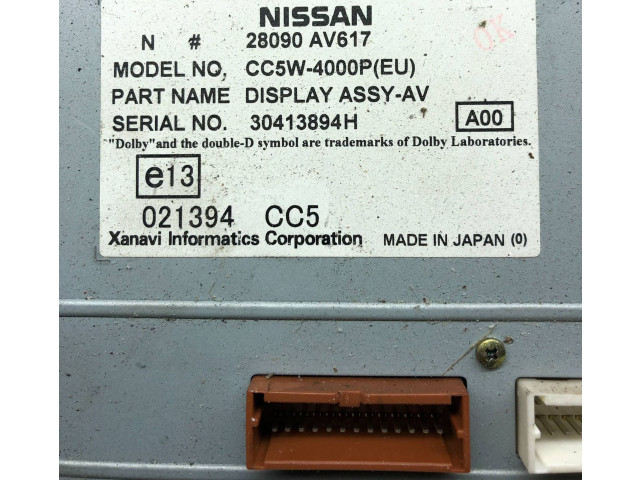 NISSAN
OK
N # 28090 AV617
MODEL NO, CC5W-4000P(EU)
PART NAME DISPLAY ASSY-AV
SERIAL NO. 30413894H A00
"Dolby"and the double-D symbol are trademarks of Dolby Laboratories.
e13
021394 CC5
Xanavi Informatics Corporation MADE IN JAPAN (0)